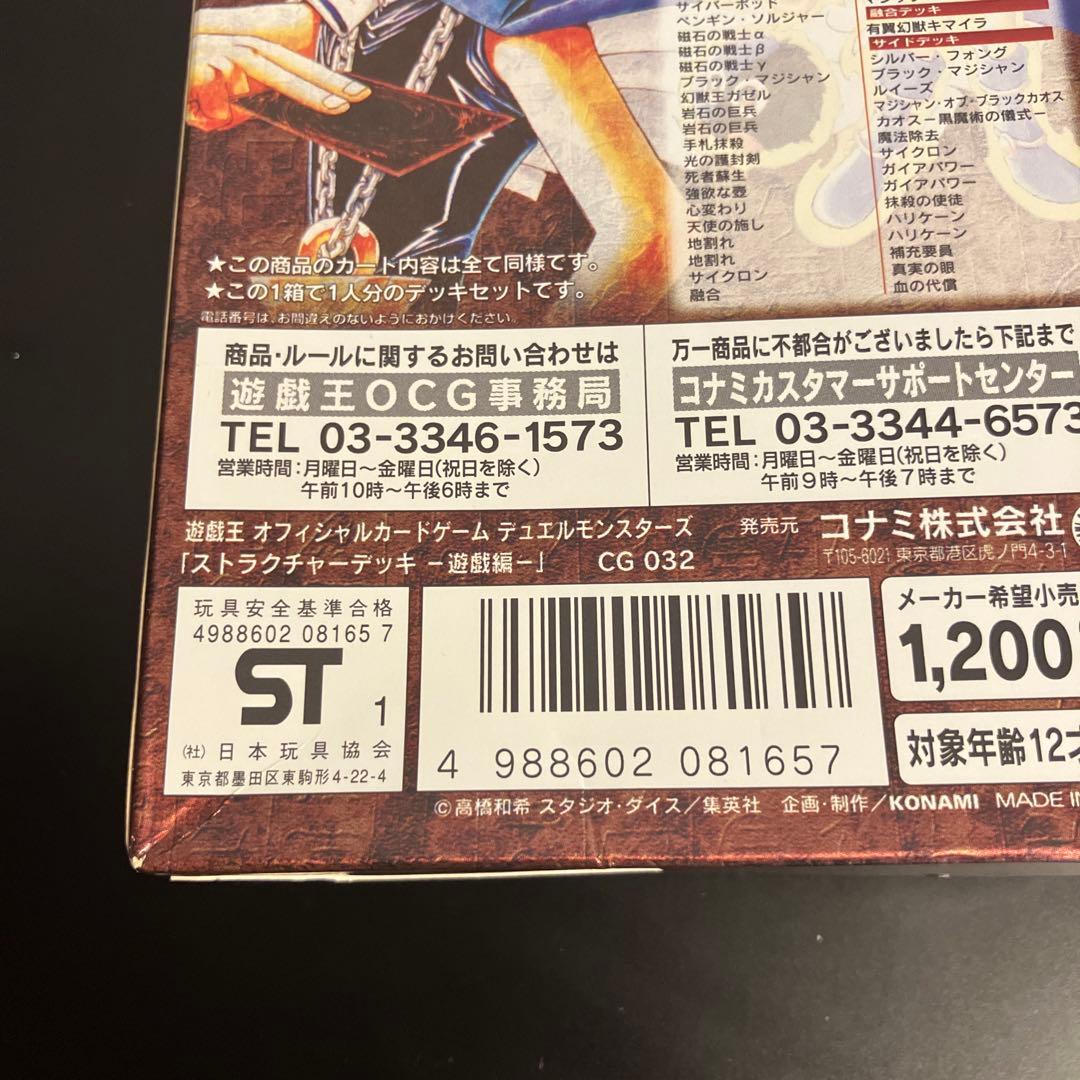 サイバーポッド
ペンギン・ソルジャー
磁石の戦士α
磁石の戦士β
磁石の戦士γ
ブラック・マジシャン
幻獣王ガゼル
岩石の巨兵
岩石の巨兵
手札抹殺
光の護封剣
死者蘇生
強欲な壺
心変わり
天使の施し
地割れ
地割れ
サイクロン
融合
融合デッキ
有翼幻獣キマイラ
サイドデッキ
シルバー・フォング
ブラック・マジシャン
ルイーズ
マジシャン・オブ・ブラックカオス
カオスー黒魔術の儀式ー
魔法除去
サイクロン
ガイアパワー
ガイアパワー
抹殺の使徒
ハリケーン
ハリケーン
補充要員
真実の眼
血の代償
★この商品のカード内容は全て同様です。
★この1箱で1人分のデッキセットです。
電話番号は、お間違えのないようにおかけください。
商品・ルールに関するお問い合わせは
遊戯王OCG事務局
TEL 03-3346-1573
営業時間:月曜日〜金曜日(祝日を除く)
午前10時〜午後6時まで
万一商品に不都合がございましたら下記まで
コナミカスタマーサポートセンター
TEL 03-3344-6573
営業時間:月曜日〜金曜日(祝日を除く)
午前9時〜午後7時まで
遊戯王 オフィシャルカードゲーム デュエルモンスターズ
「ストラクチャーデッキ −遊戯編−」 CG 032
発売元 コナミ株式会社
〒105-6021 東京都港区虎ノ門4-3-1
玩具安全基準合格
4988602 08165 7
ST 1
(社)日本玩具協会
東京都墨田区東駒形4-22-4
4 988602 081657
メーカー希望小売
1,200
対象年齢12才
©高橋和希 スタジオ・ダイス/集英社 企画・制作/KONAMI MADE IN